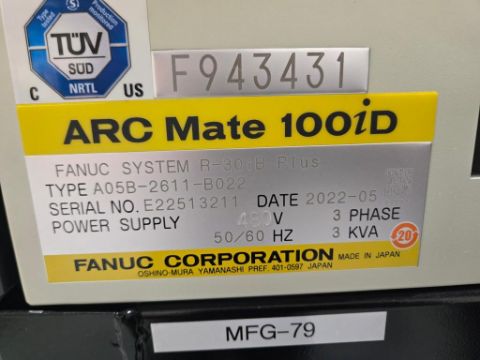 TÜV
SÜD
NRTL
C US
F943431
ARC Mate 100iD
FANUC SYSTEM R-30iB Plus
TYPE A05B-2611-B022
SERIAL NO. E22513211 DATE 2022-05
POWER SUPPLY 480V 3 PHASE
50/60 HZ 3 KVA
20
FANUC CORPORATION MADE IN JAPAN
OSHINO-MURA YAMANASHI PREF. 401-0597 JAPAN
MFG-79